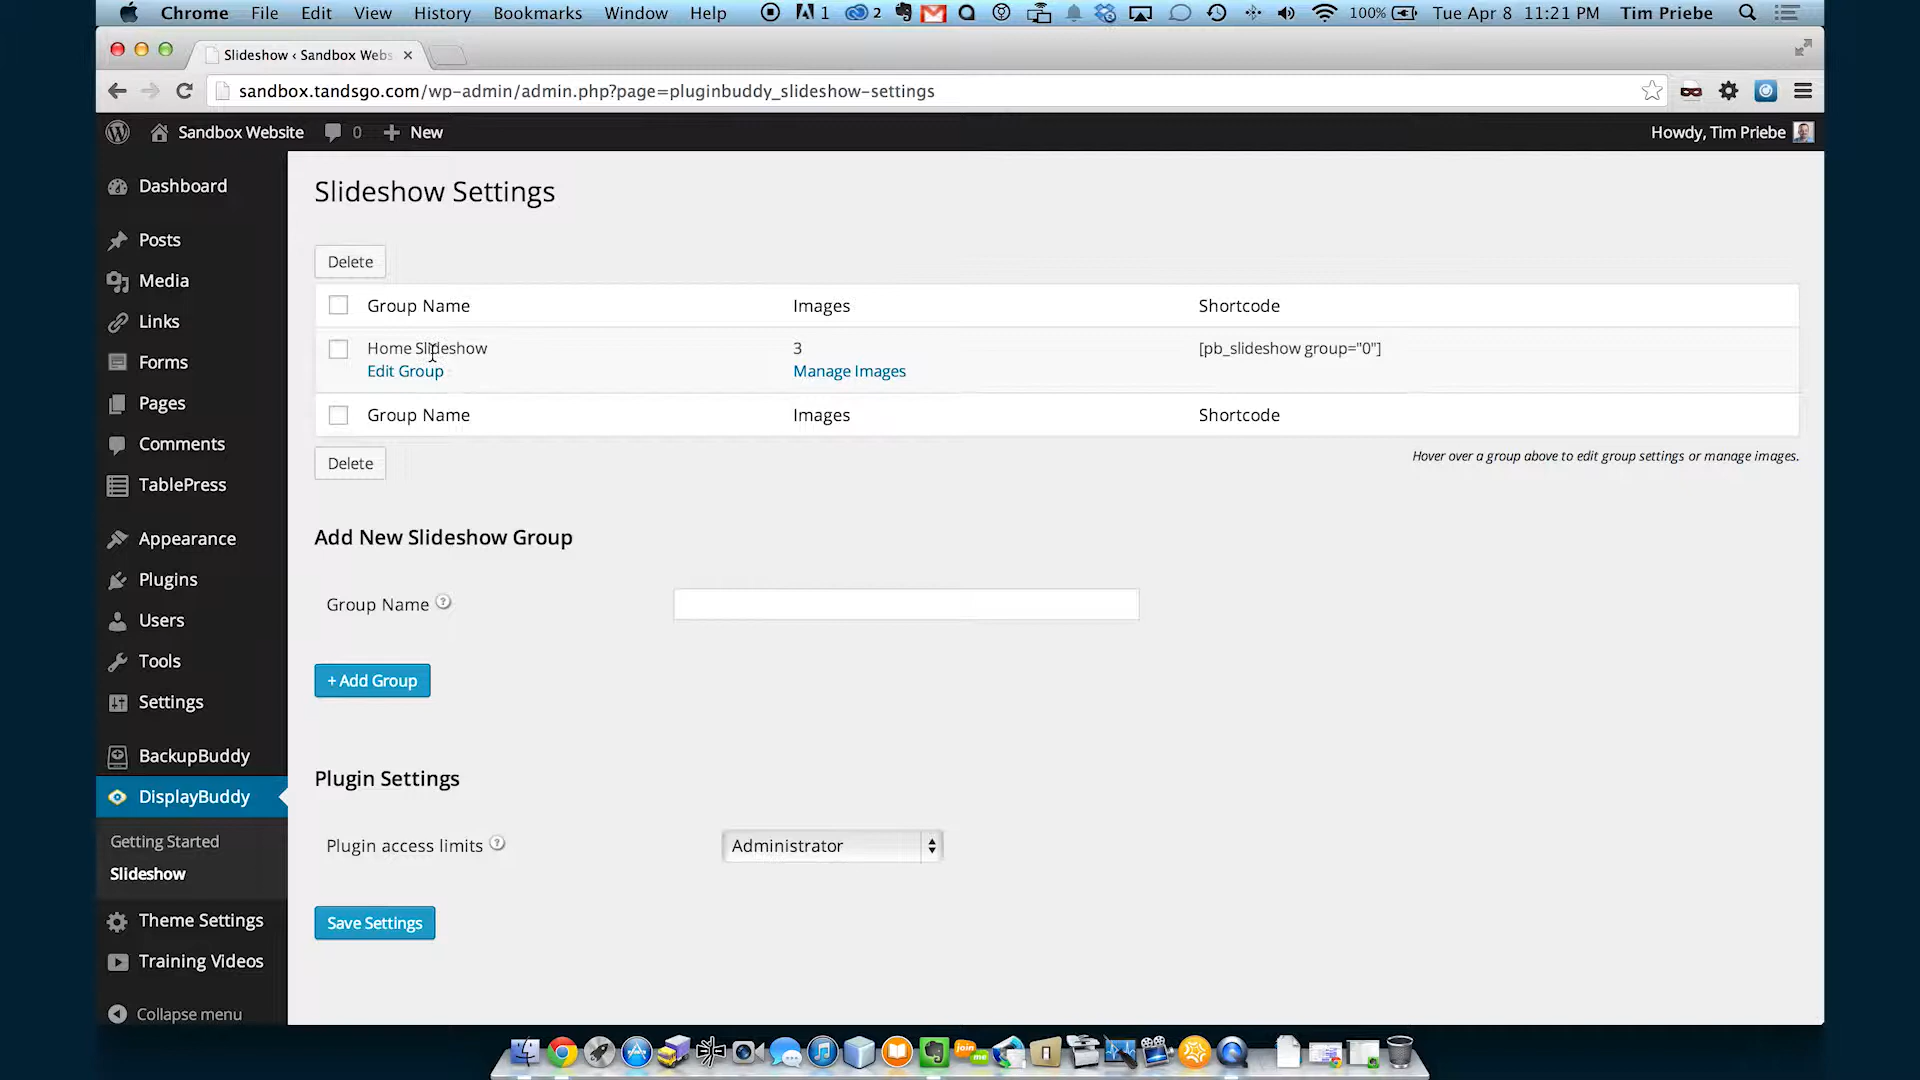 Chrome File Edit View History Bookmarks Window Help 1 2 100% Tue Apr 8 11:21 PM Tim Priebe
Slideshow ‹ Sandbox Webs
sandbox.tandsgo.com/wp-admin/admin.php?page=pluginbuddy_slideshow-settings
Sandbox Website 0 + New Howdy, Tim Priebe
Dashboard
Posts
Media
Links
Forms
Pages
Comments
TablePress
Appearance
Plugins
Users
Tools
Settings
BackupBuddy
DisplayBuddy
Getting Started
Slideshow
Theme Settings
Training Videos
Collapse menu
Slideshow Settings
Delete
Group Name Images Shortcode
Home Slideshow 3 [pb_slideshow group="0"]
Edit Group Manage Images
Group Name Images Shortcode
Delete
Hover over a group above to edit group settings or manage images.
Add New Slideshow Group
Group Name ?
+ Add Group
Plugin Settings
Plugin access limits ? Administrator
Save Settings
join me